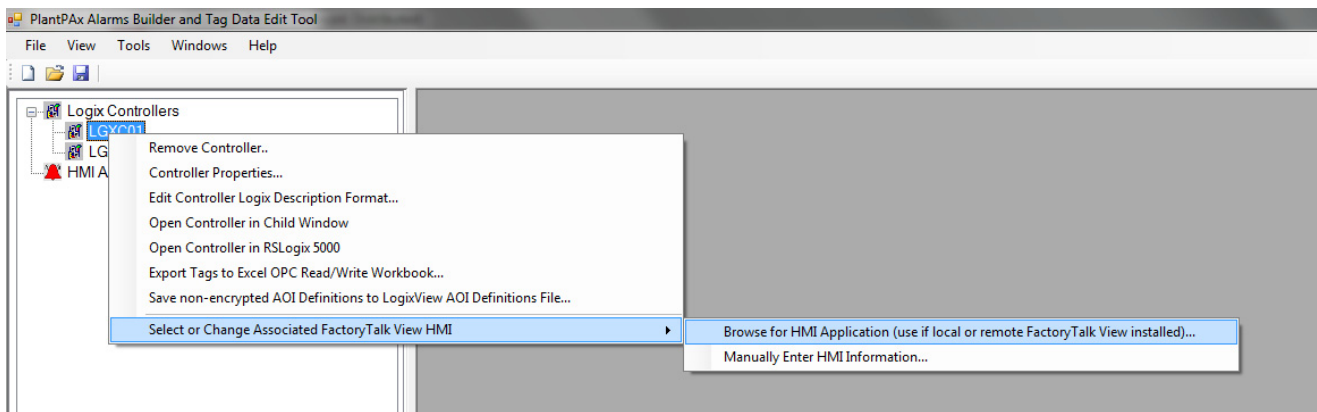 PlantPAx Alarms Builder and Tag Data Edit Tool
File View Tools Windows Help
Logix Controllers
LGXC01
LG
HMI A
Remove Controller..
Controller Properties...
Edit Controller Logix Description Format...
Open Controller in Child Window
Open Controller in RSLogix 5000
Export Tags to Excel OPC Read/Write Workbook...
Save non-encrypted AOI Definitions to LogixView AOI Definitions File...
Select or Change Associated FactoryTalk View HMI
Browse for HMI Application (use if local or remote FactoryTalk View installed)...
Manually Enter HMI Information...